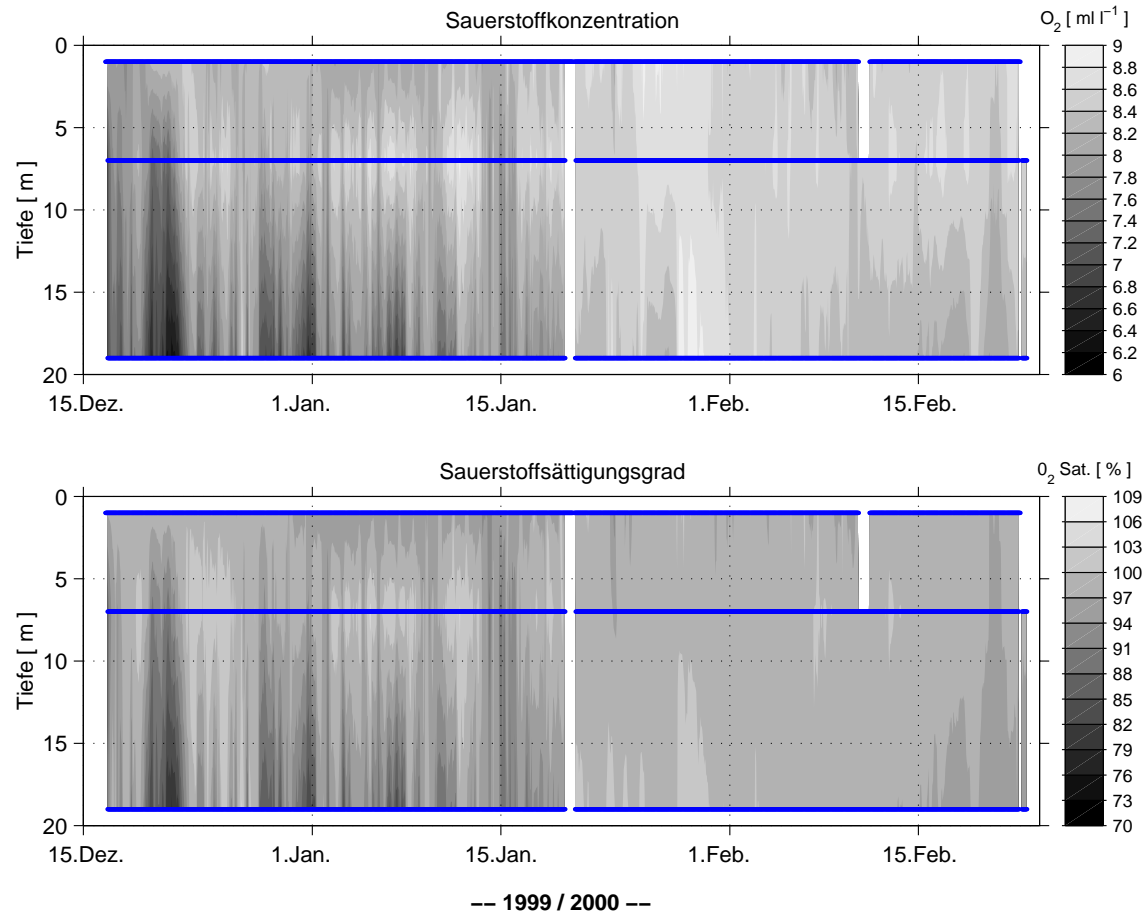 Sauerstoffkonzentration
O2 [ ml l−1 ]
Tiefe [ m ]
0
5
10
15
20
15.Dez.
1.Jan.
15.Jan.
1.Feb.
15.Feb.
9
8.8
8.6
8.4
8.2
8
7.8
7.6
7.4
7.2
7
6.8
6.6
6.4
6.2
6
Sauerstoffsättigungsgrad
02 Sat. [ % ]
Tiefe [ m ]
0
5
10
15
20
15.Dez.
1.Jan.
15.Jan.
1.Feb.
15.Feb.
109
106
103
100
97
94
91
88
85
82
79
76
73
70
−− 1999 / 2000 −−